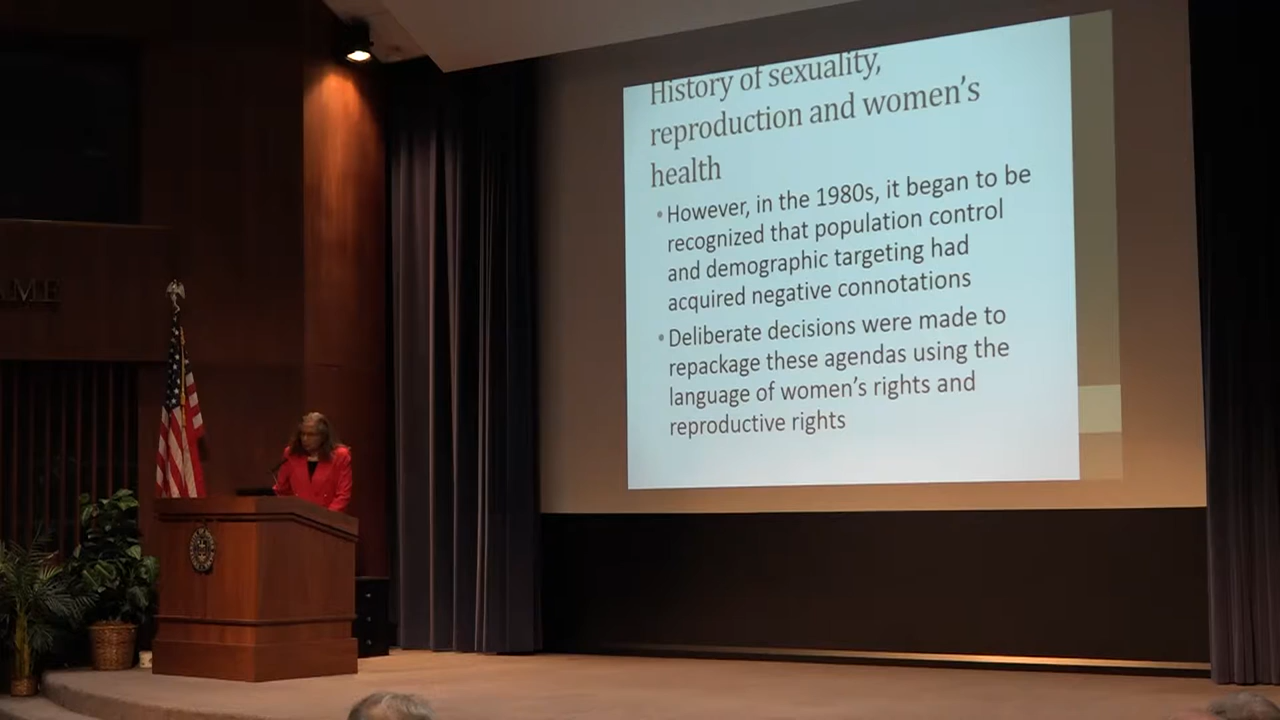 AME
History of sexuality,
reproduction and women's
health
• However, in the 1980s, it began to be
recognized that population control
and demographic targeting had
acquired negative connotations
• Deliberate decisions were made to
repackage these agendas using the
language of women's rights and
reproductive rights